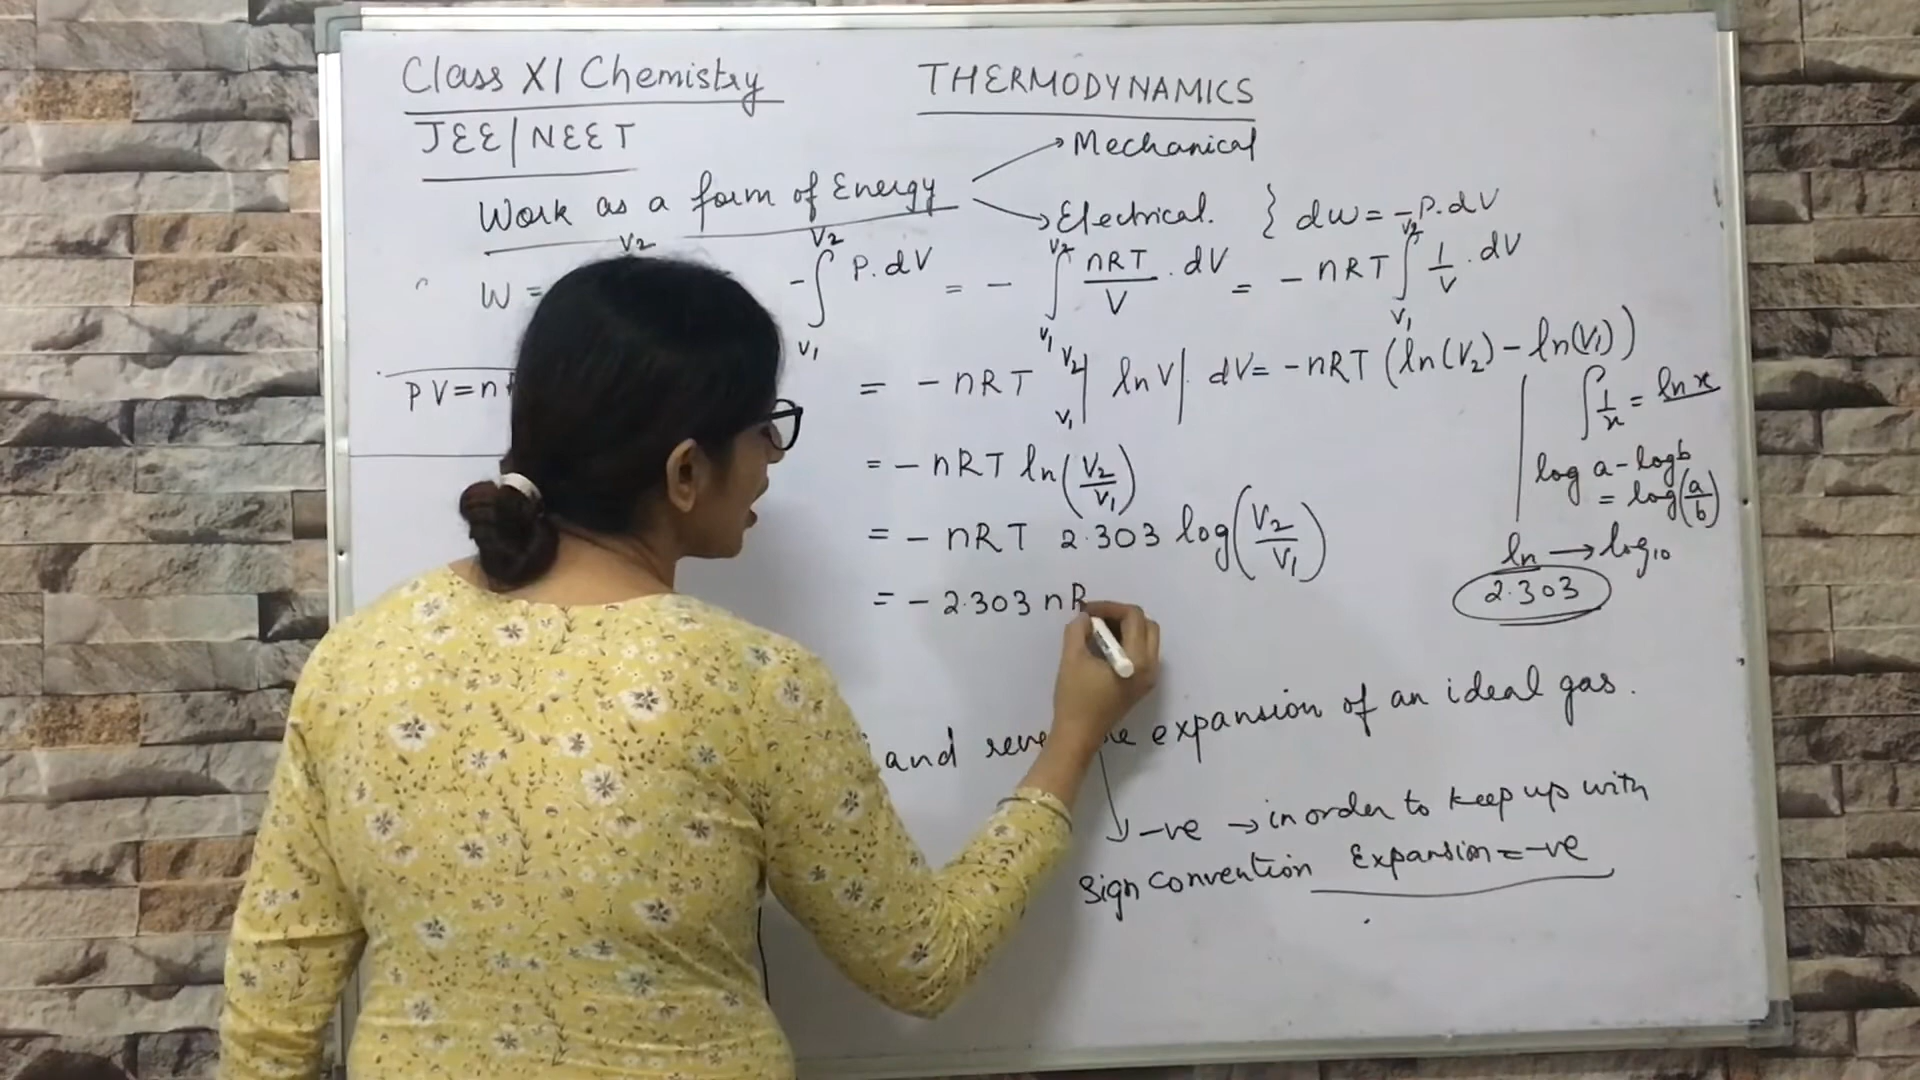 Class XI Chemistry
THERMODYNAMICS
JEE/NEET
Mechanical
Work as a form of Energy
Electrical. } dw = -P.dV
W = V2 -∫ V2 V1 P.dV = - ∫ V2 V1 nRT/V . dV = - nRT ∫ V2 V1 1/V . dV
PV = n
= - nRT V2 V1 | ln V | . dV = - nRT (ln(V2) - ln(V1))
∫ 1/x = ln x
= - nRT ln(V2/V1)
log a - log b
= log(a/b)
= - nRT 2.303 log(V2/V1)
ln → log10
2.303
= - 2.303 nR
and expansion of an ideal gas.
-ve → in order to keep up with
sign convention Expansion = -ve